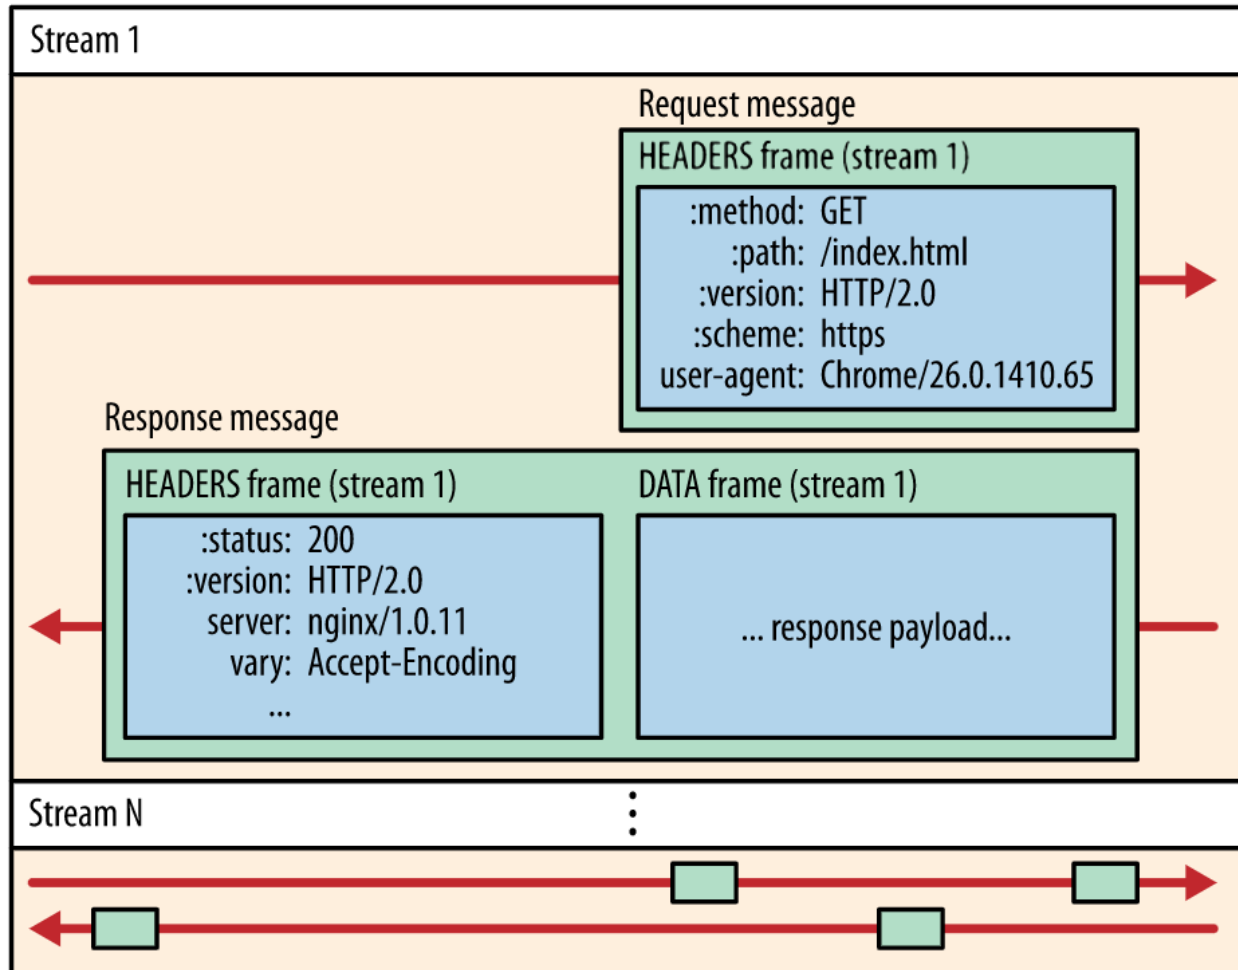 Stream 1
Request message
HEADERS frame (stream 1)
:method: GET
:path: /index.html
:version: HTTP/2.0
:scheme: https
user-agent: Chrome/26.0.1410.65
Response message
HEADERS frame (stream 1)
:status: 200
:version: HTTP/2.0
server: nginx/1.0.11
vary: Accept-Encoding
...
DATA frame (stream 1)
... response payload...
Stream N